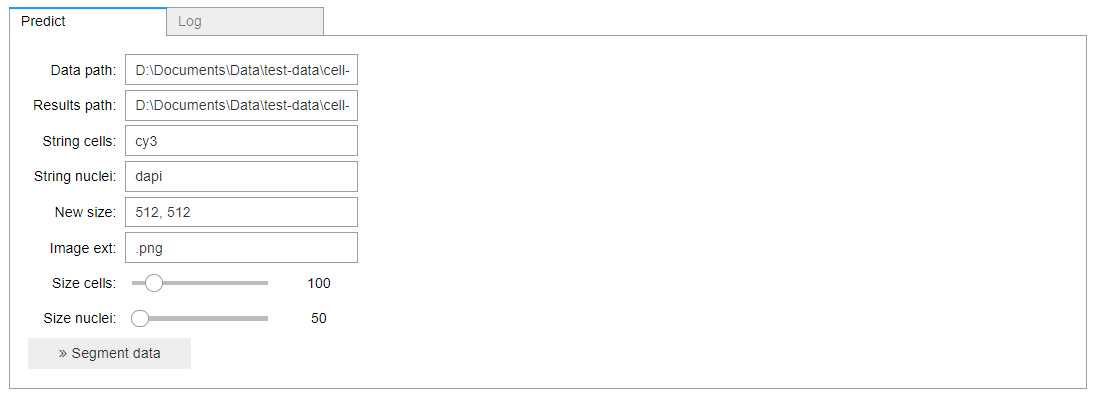 Predict Log
Data path: D:\Documents\Data\test-data\cell-
Results path: D:\Documents\Data\test-data\cell-
String cells: cy3
String nuclei: dapi
New size: 512, 512
Image ext: .png
Size cells: 100
Size nuclei: 50
» Segment data